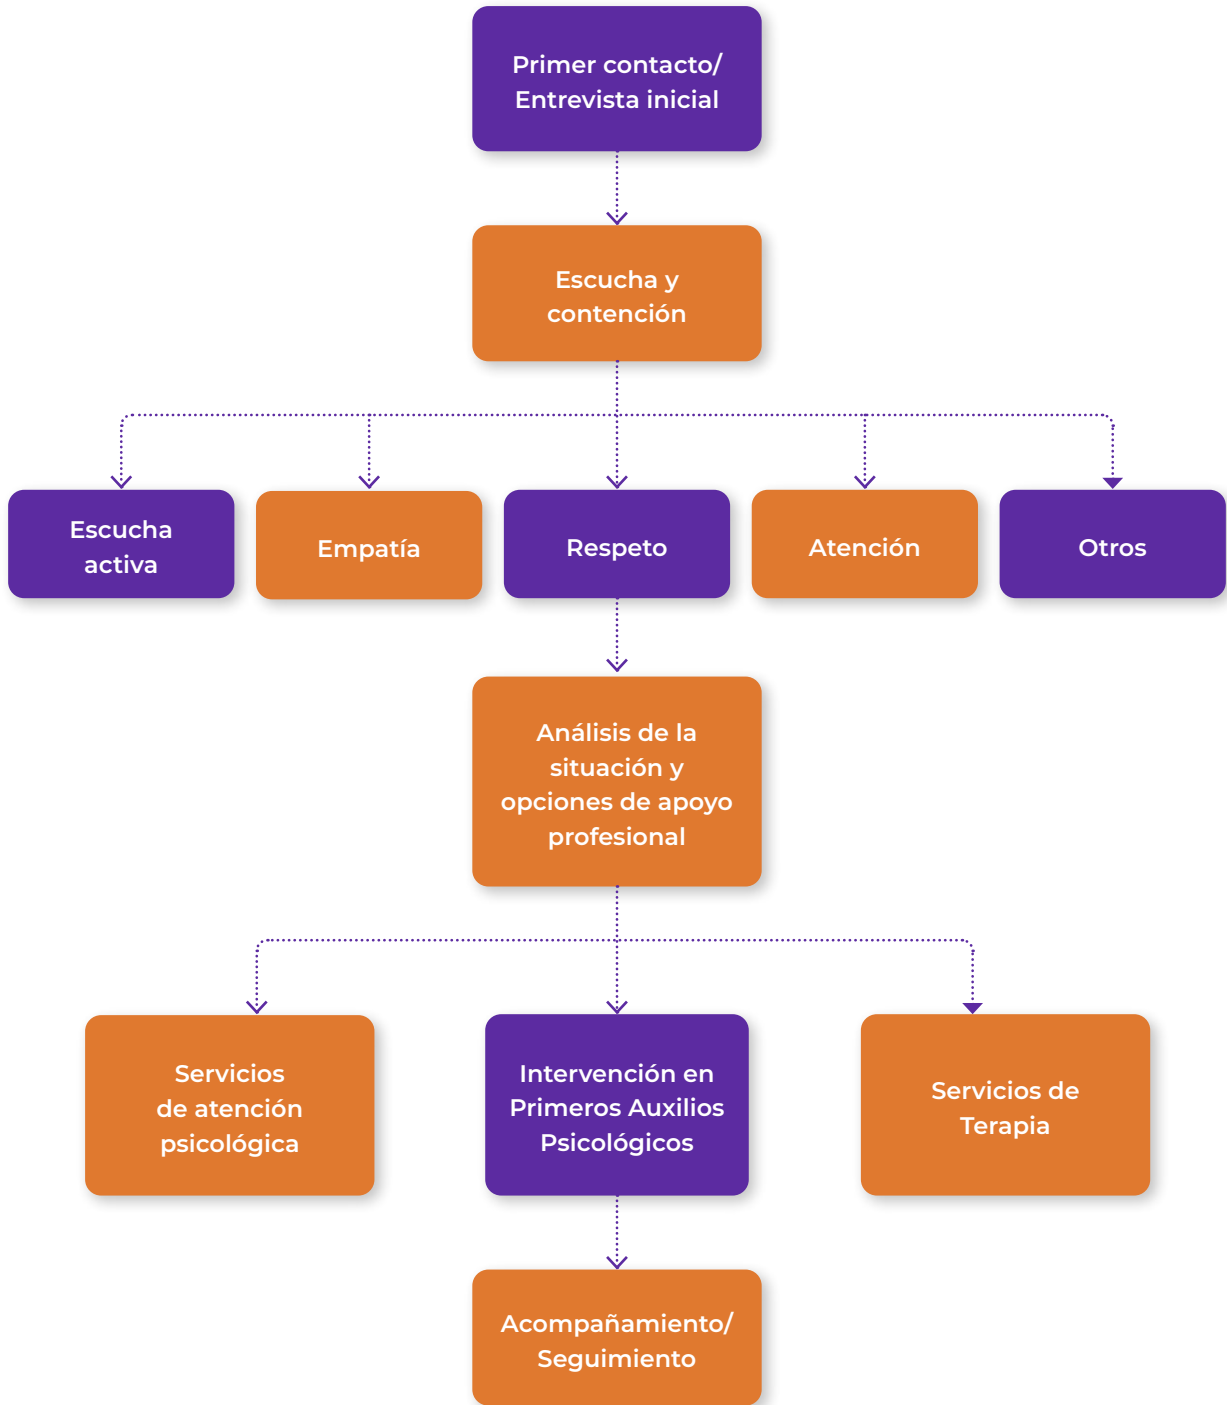 Primer contacto/
Entrevista inicial
Escucha y
contención
Escucha
activa
Empatía
Respeto
Atención
Otros
Análisis de la
situación y
opciones de apoyo
profesional
Servicios
de atención
psicológica
Intervención en
Primeros Auxilios
Psicológicos
Servicios de
Terapia
Acompañamiento/
Seguimiento